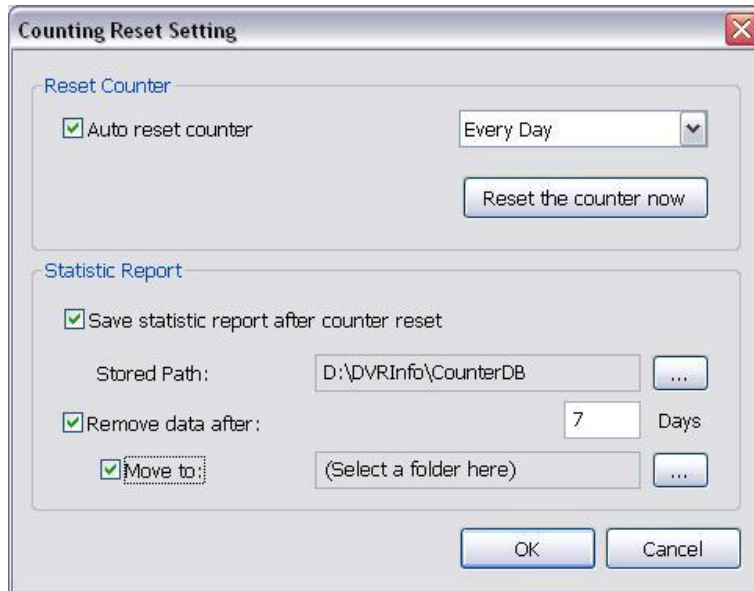 Counting Reset Setting
Reset Counter
Auto reset counter
Every Day
Reset the counter now
Statistic Report
Save statistic report after counter reset
Stored Path: D:\DVRInfo\CounterDB ...
Remove data after: 7 Days
Move to: (Select a folder here) ...
OK Cancel